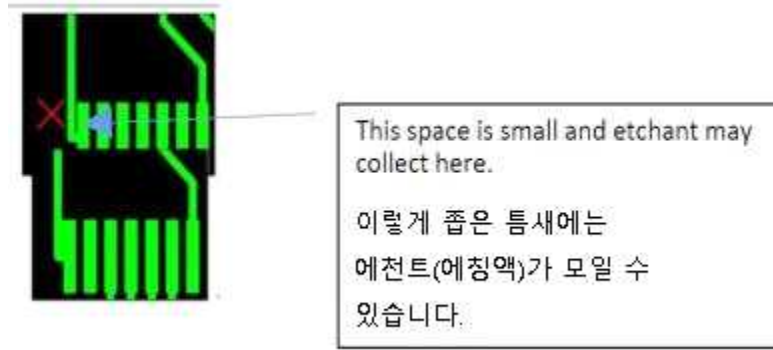 This space is small and etchant may
collect here.
이렇게 좁은 틈새에는
에천트(에칭액)가 모일 수
있습니다.